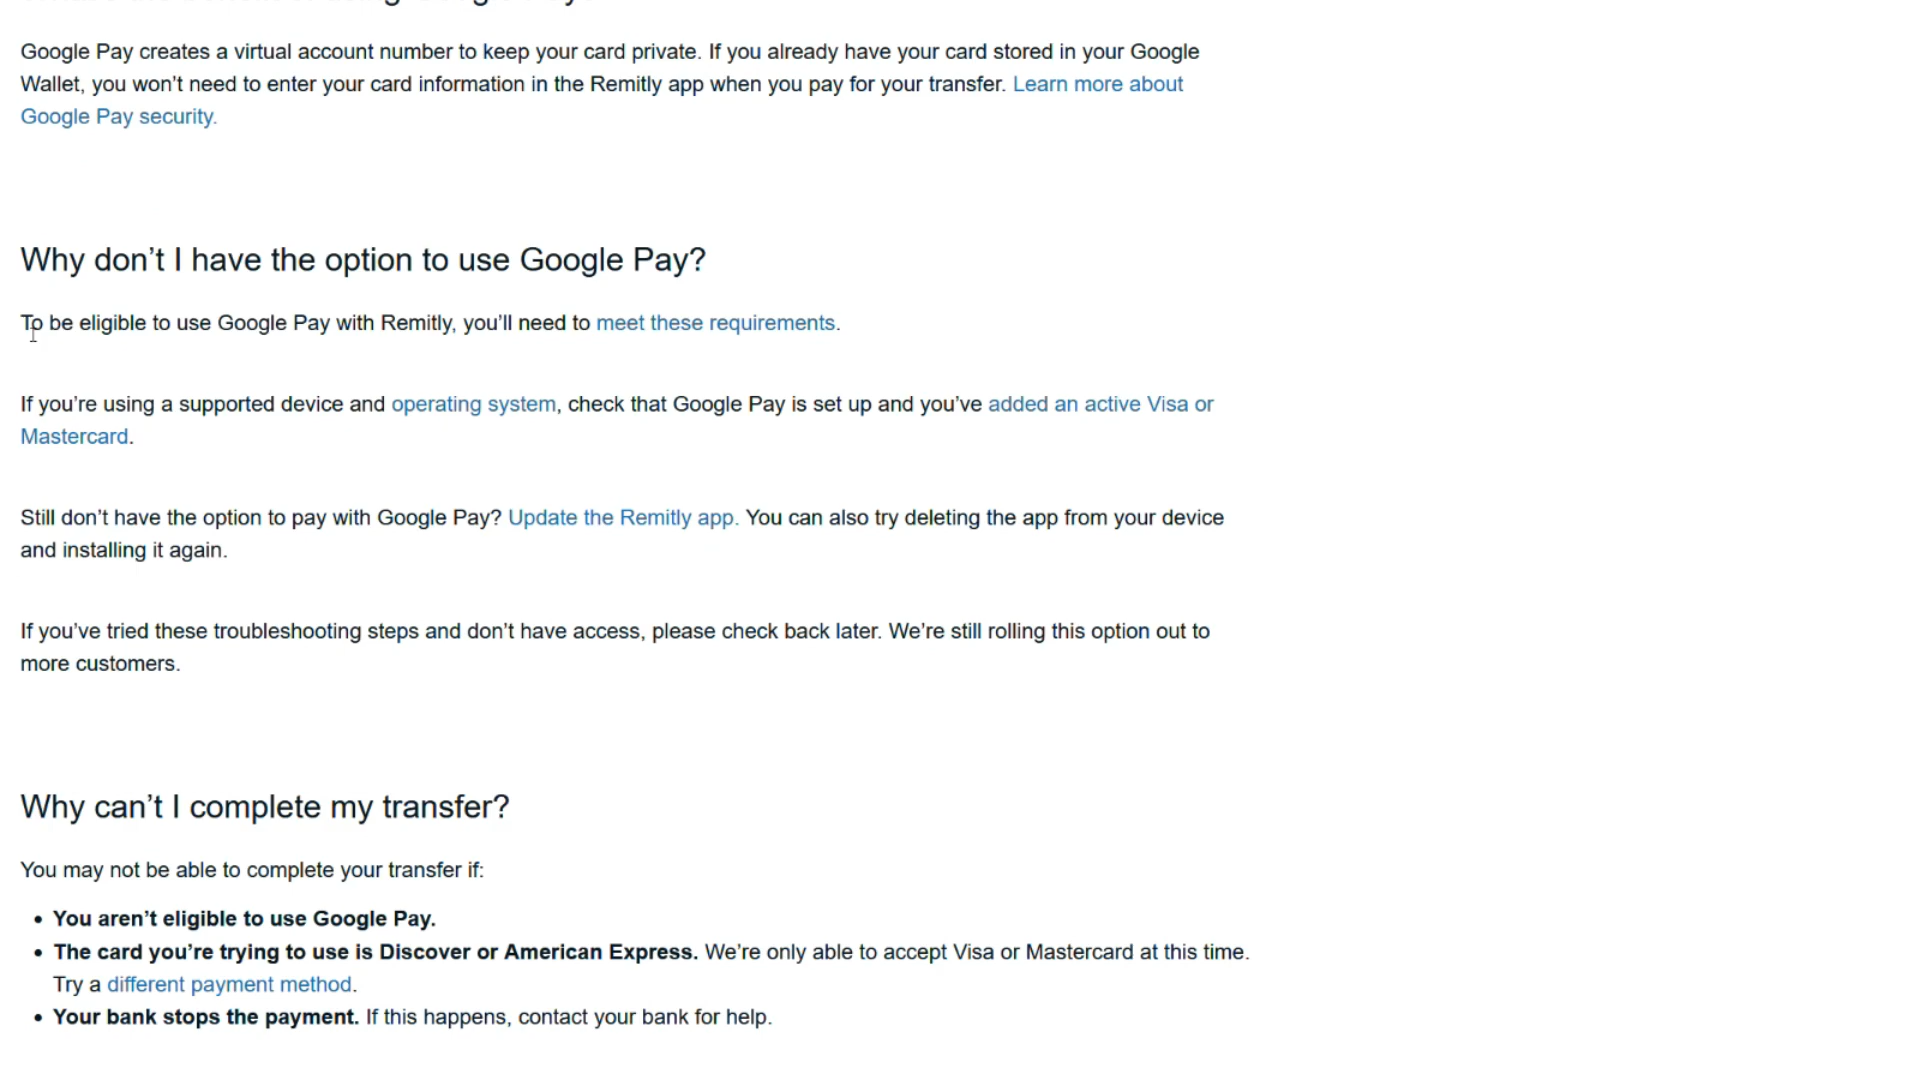 Google Pay creates a virtual account number to keep your card private. If you already have your card stored in your Google
Wallet, you won’t need to enter your card information in the Remitly app when you pay for your transfer. Learn more about
Google Pay security.
Why don’t I have the option to use Google Pay?
To be eligible to use Google Pay with Remitly, you’ll need to meet these requirements.
If you’re using a supported device and operating system, check that Google Pay is set up and you’ve added an active Visa or
Mastercard.
Still don’t have the option to pay with Google Pay? Update the Remitly app. You can also try deleting the app from your device
and installing it again.
If you’ve tried these troubleshooting steps and don’t have access, please check back later. We’re still rolling this option out to
more customers.
Why can’t I complete my transfer?
You may not be able to complete your transfer if:
• You aren’t eligible to use Google Pay.
• The card you’re trying to use is Discover or American Express. We’re only able to accept Visa or Mastercard at this time.
Try a different payment method.
• Your bank stops the payment. If this happens, contact your bank for help.